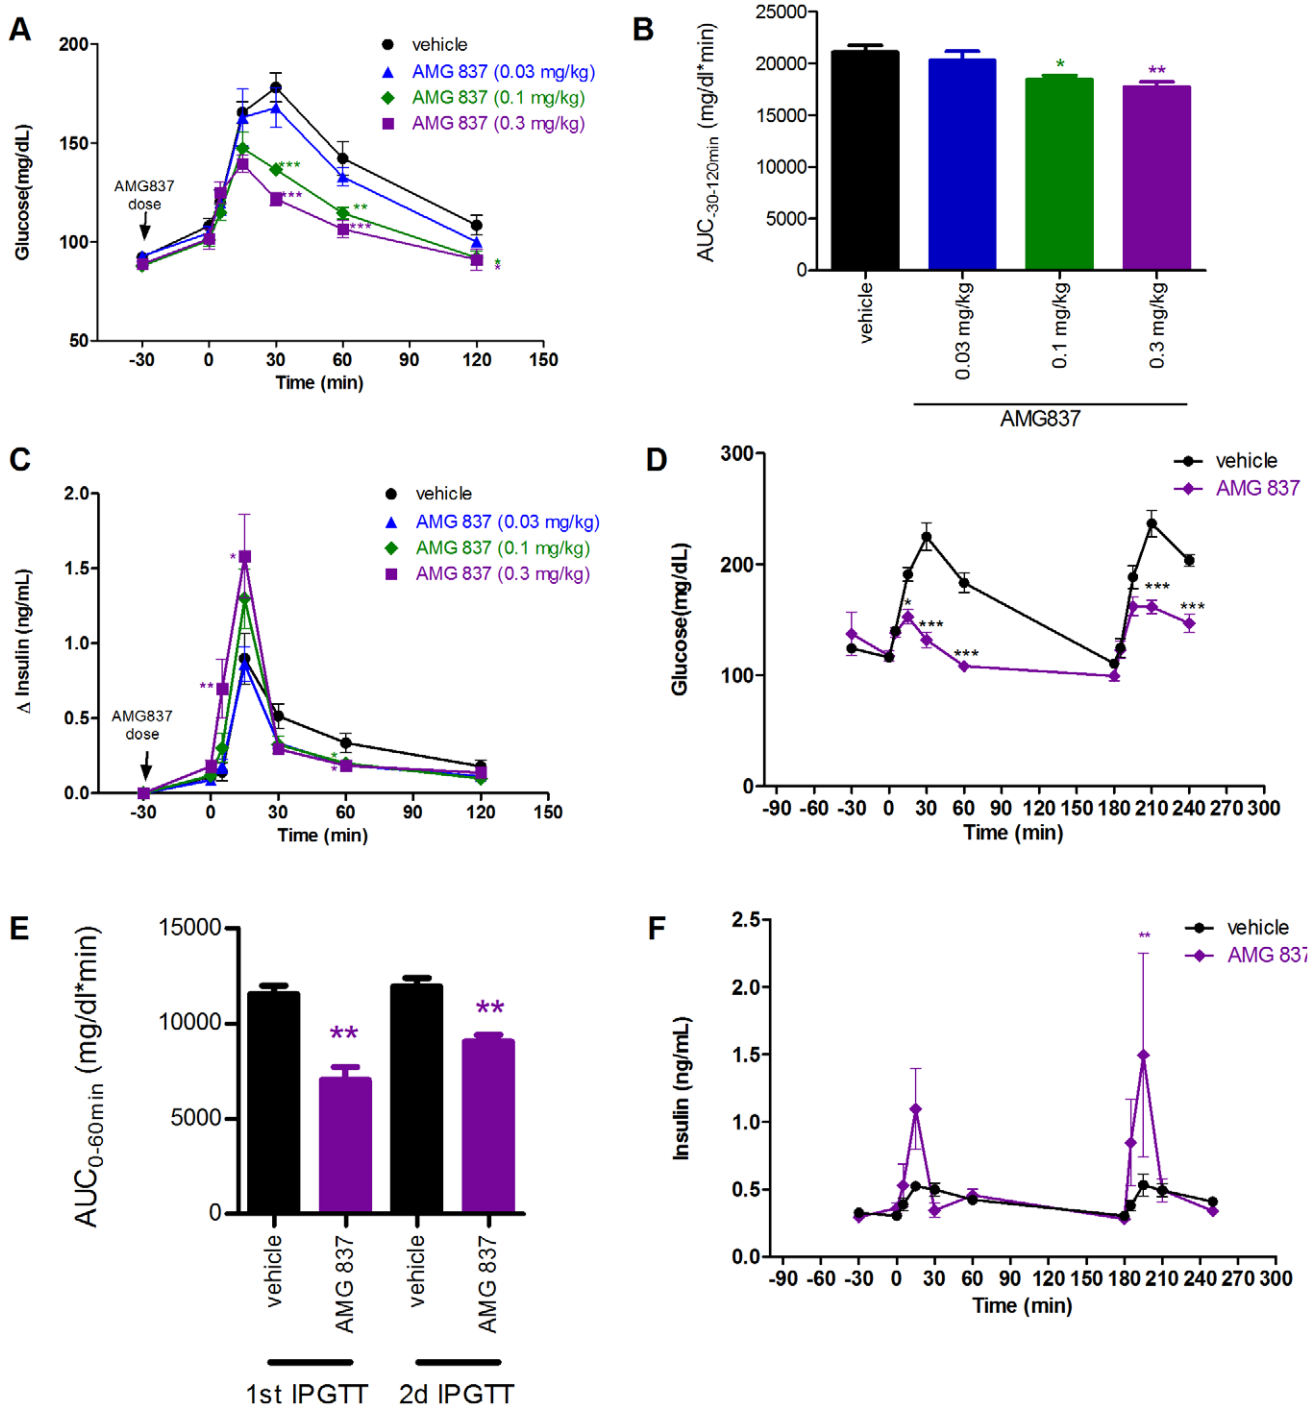 A
200
150
100
50
Glucose(mg/dL)
AMG837
dose
vehicle
AMG 837 (0.03 mg/kg)
AMG 837 (0.1 mg/kg)
AMG 837 (0.3 mg/kg)
***
***
**
***
*
*
-30 0 30 60 90 120 150
Time (min)
B
25000
20000
15000
10000
5000
0
AUC-30-120min (mg/dl*min)
*
**
vehicle
0.03 mg/kg
0.1 mg/kg
0.3 mg/kg
AMG837
C
2.0
1.5
1.0
0.5
0.0
Δ Insulin (ng/mL)
AMG837
dose
vehicle
AMG 837 (0.03 mg/kg)
AMG 837 (0.1 mg/kg)
AMG 837 (0.3 mg/kg)
*
**
*
*
-30 0 30 60 90 120 150
Time (min)
D
300
200
100
0
Glucose(mg/dL)
vehicle
AMG 837
*
***
***
***
***
-90 -60 -30 0 30 60 90 120 150 180 210 240 270 300
Time (min)
E
15000
10000
5000
0
AUC0-60min (mg/dl*min)
**
**
vehicle
AMG 837
vehicle
AMG 837
1st IPGTT
2d IPGTT
F
2.5
2.0
1.5
1.0
0.5
0.0
Insulin (ng/mL)
vehicle
AMG 837
**
-90 -60 -30 0 30 60 90 120 150 180 210 240 270 300
Time (min)